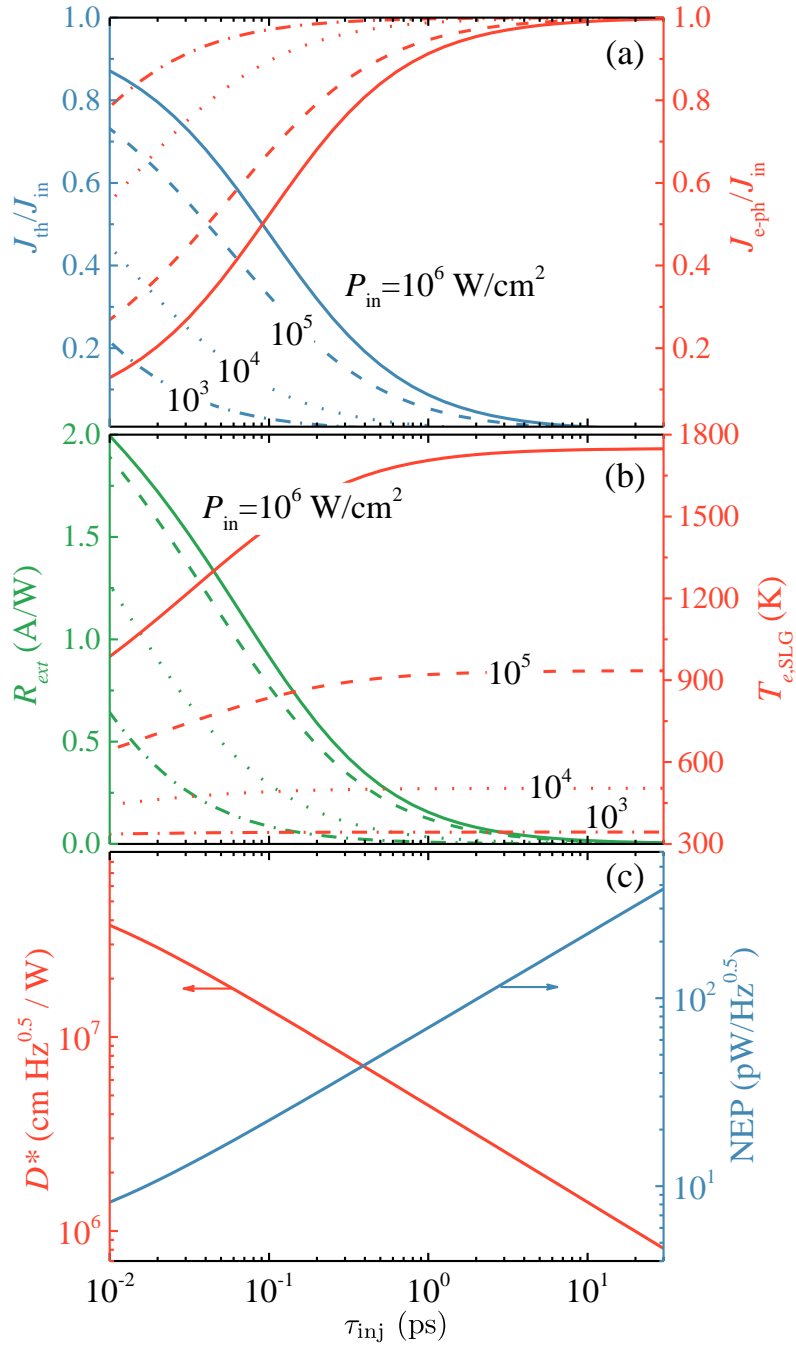 1.0 (a) 1.0
0.8 0.8
0.6 0.6
0.4 0.4
0.2 0.2
J_th/J_in
J_e-ph/J_in
P_in=10^6 W/cm^2
10^5
10^4
10^3
2.0 (b) 1800
1.5 1500
1.0 1200
0.5 900
0.0 600
300
R_ext (A/W)
T_e,SLG (K)
P_in=10^6 W/cm^2
10^5
10^4
10^3
(c)
10^7 10^2
10^6 10^1
D* (cm Hz^0.5 / W)
NEP (pW/Hz^0.5)
10^-2 10^-1 10^0 10^1
τ_inj (ps)